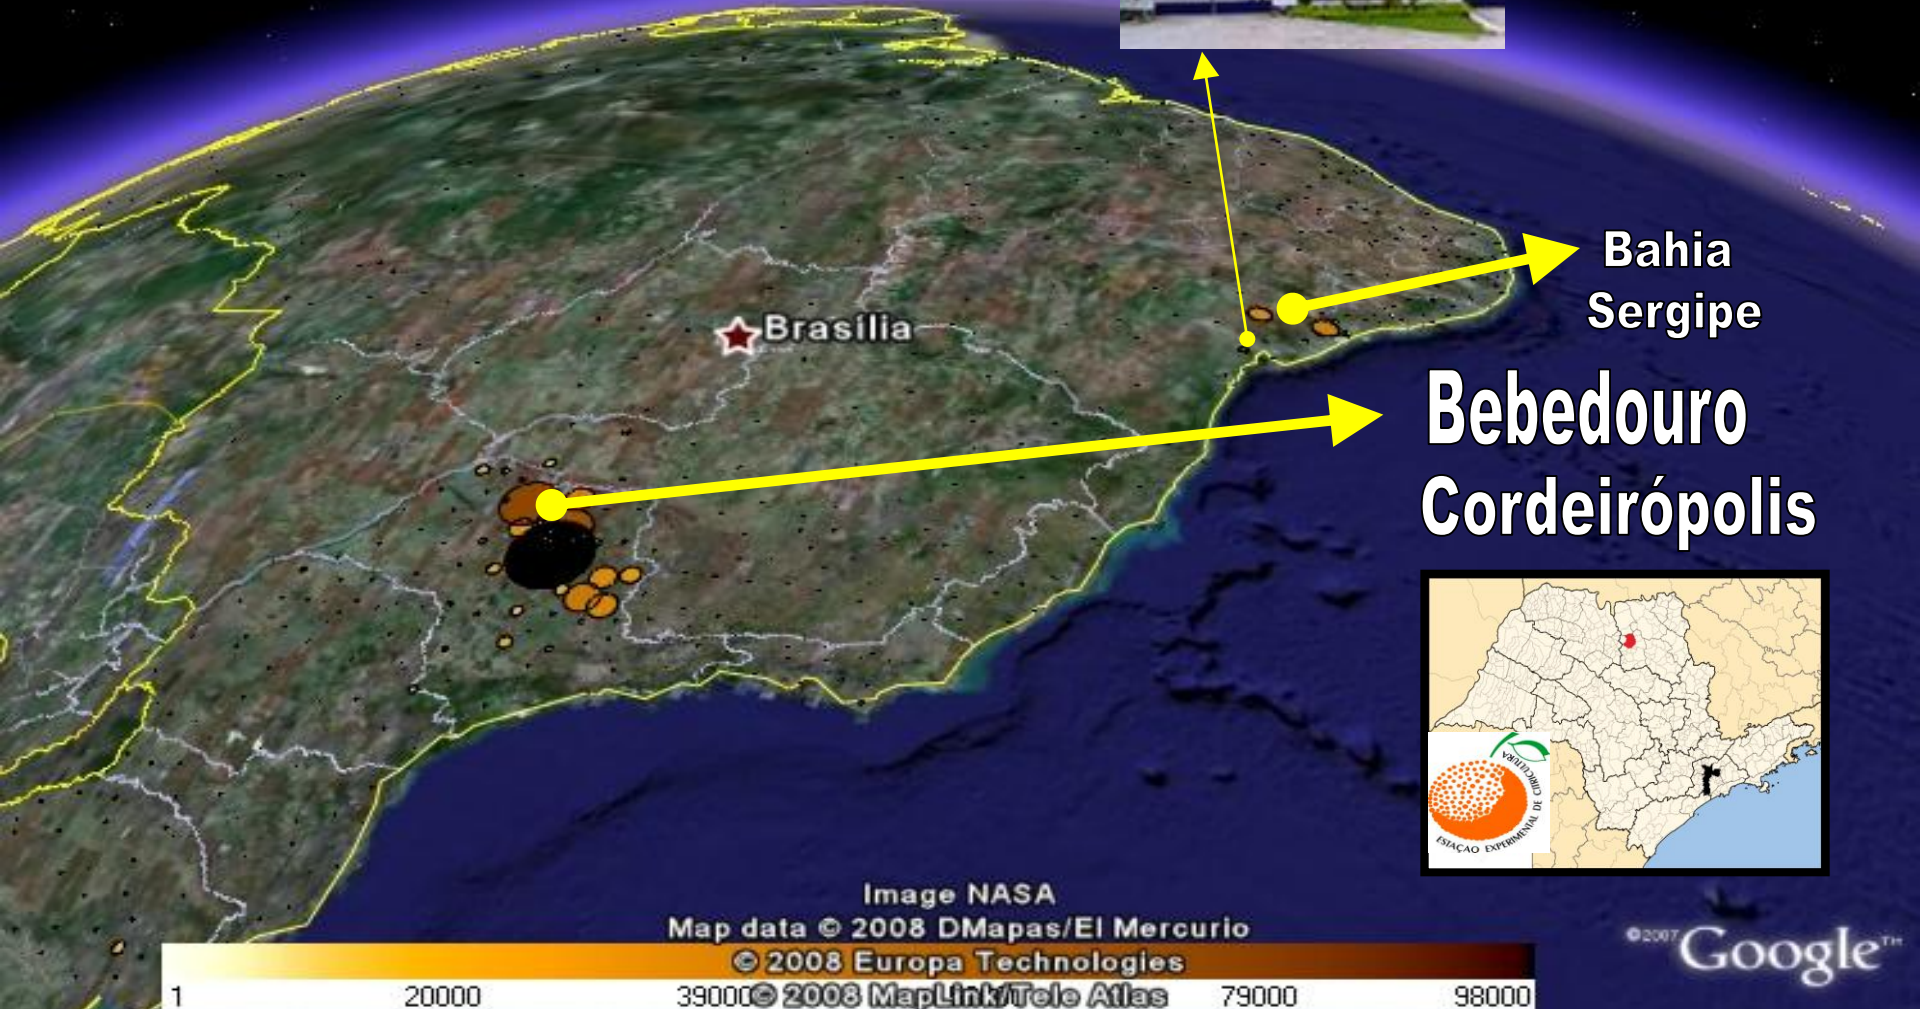 Bahia
Sergipe
Brasília
Bebedouro
Cordeirópolis
ESTAÇÃO EXPERIMENTAL DE CITRICULTURA
Image NASA
Map data © 2008 DMapas/El Mercurio
© 2008 Europa Technologies
© 2008 MapLink/Tele Atlas
1 20000 39000 79000 98000
©2007 Google™